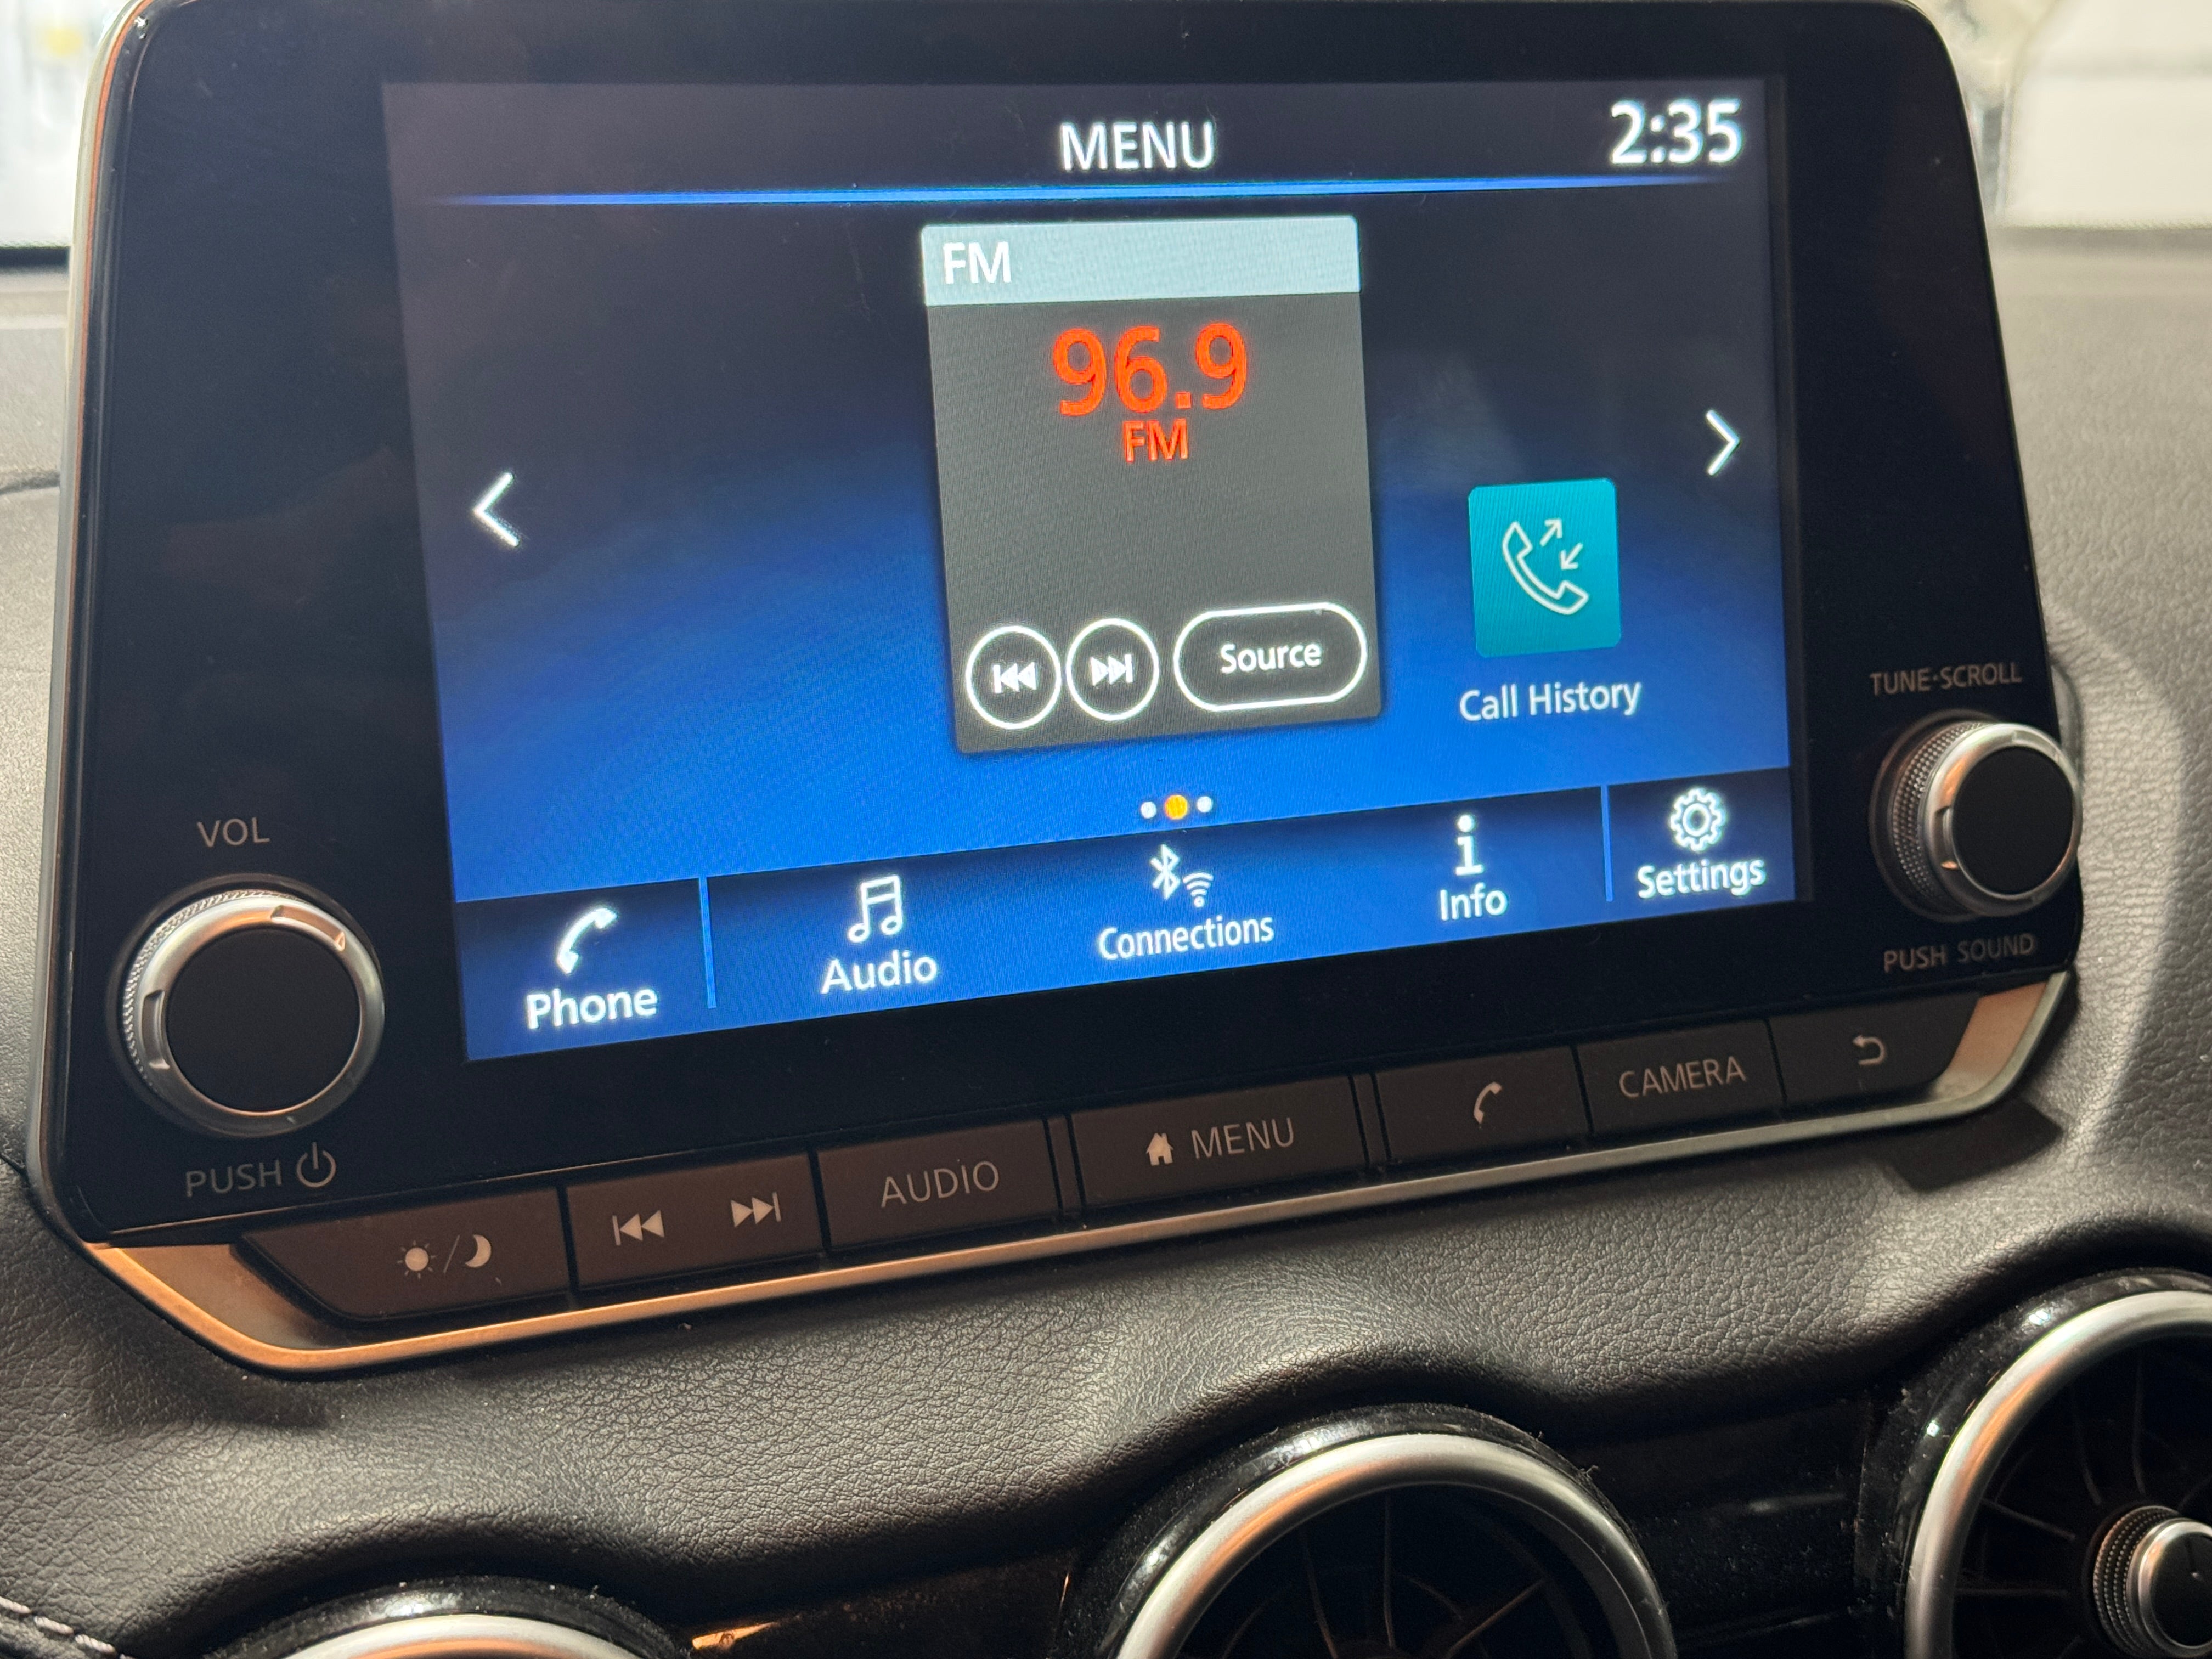 MENU
2:35
FM
96.9
FM
Source
Call History
Phone
Audio
Connections
Info
Settings
VOL
PUSH
TUNE·SCROLL
PUSH SOUND
AUDIO
MENU
CAMERA